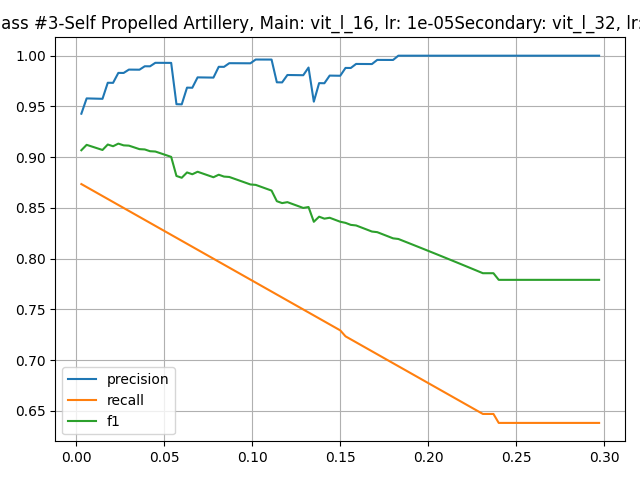 ass #3-Self Propelled Artillery, Main: vit_l_16, lr: 1e-05Secondary: vit_l_32, lr:
1.00
0.95
0.90
0.85
0.80
0.75
0.70
0.65
precision
recall
f1
0.00 0.05 0.10 0.15 0.20 0.25 0.30